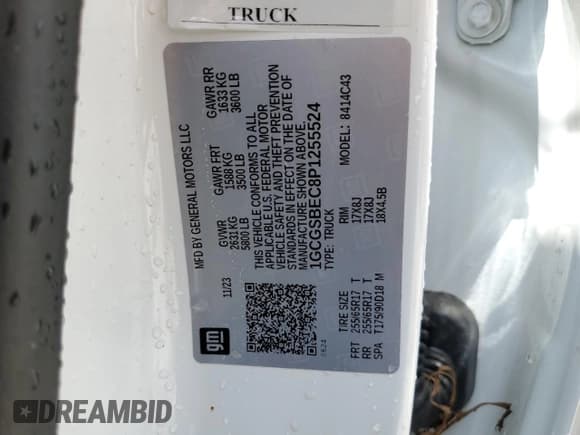 TRUCK
MFD BY GENERAL MOTORS LLC
11/23
GVWR
2631 KG
5800 LB
GAWR FRT
1588 KG
3500 LB
GAWR RR
1633 KG
3600 LB
THIS VEHICLE CONFORMS TO ALL
APPLICABLE U.S. FEDERAL MOTOR
VEHICLE SAFETY AND THEFT PREVENTION
STANDARDS IN EFFECT ON THE DATE OF
MANUFACTURE SHOWN ABOVE.
1GCGSBEC8P1255524
TYPE: TRUCK
MODEL: 8414C43
TIRE SIZE
RIM
FRT 255/65R17 T 17X8J
RR 255/65R17 T 17X8J
SPA T175/90D18 M 18X4.5B
gm
DREAMBID